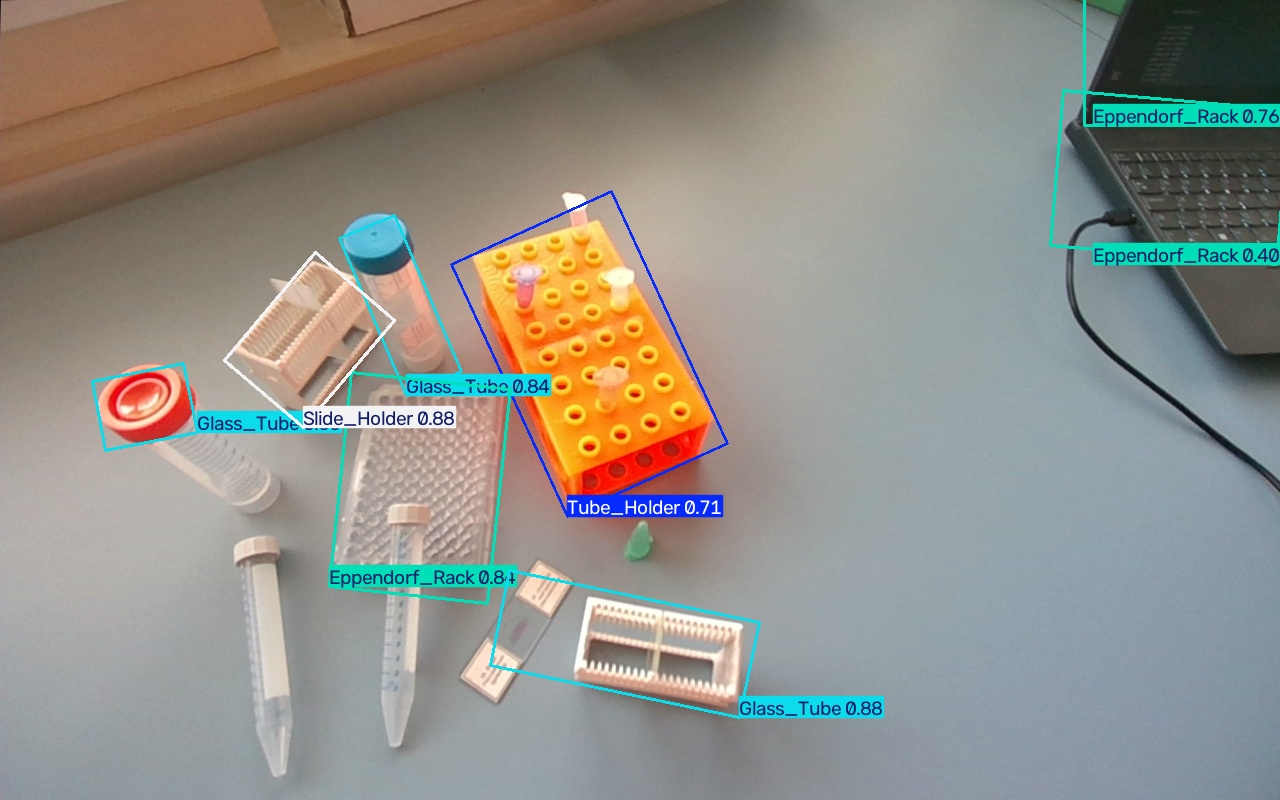 Eppendorf_Rack 0.76
Eppendorf_Rack 0.40
Glass_Tube 0.84
Glass_Tube
Slide_Holder 0.88
Tube_Holder 0.71
Eppendorf_Rack 0.84
Glass_Tube 0.88